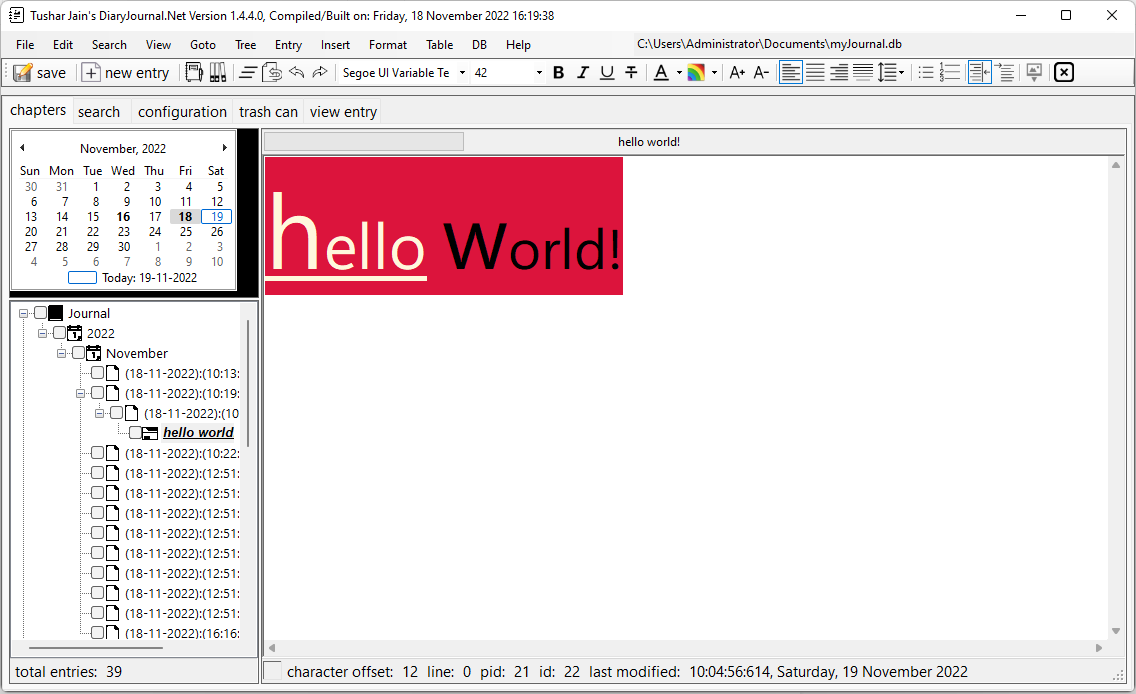 Tushar Jain's DiaryJournal.Net Version 1.4.4.0, Compiled/Built on: Friday, 18 November 2022 16:19:38
File Edit Search View Goto Tree Entry Insert Format Table DB Help C:\Users\Administrator\Documents\myJournal.db
save new entry Segoe UI Variable Te 42 B I U T A A+ A-
chapters search configuration trash can view entry
November, 2022
Sun Mon Tue Wed Thu Fri Sat
30 31 1 2 3 4 5
6 7 8 9 10 11 12
13 14 15 16 17 18 19
20 21 22 23 24 25 26
27 28 29 30 1 2 3
4 5 6 7 8 9 10
Today: 19-11-2022
Journal
2022
November
(18-11-2022):(10:13:
(18-11-2022):(10:19:
(18-11-2022):(10
hello world
(18-11-2022):(10:22:
(18-11-2022):(12:51:
(18-11-2022):(12:51:
(18-11-2022):(12:51:
(18-11-2022):(12:51:
(18-11-2022):(12:51:
(18-11-2022):(12:51:
(18-11-2022):(12:51:
(18-11-2022):(12:51:
(18-11-2022):(16:16:
total entries: 39
hello world!
hello World!
character offset: 12 line: 0 pid: 21 id: 22 last modified: 10:04:56:614, Saturday, 19 November 2022